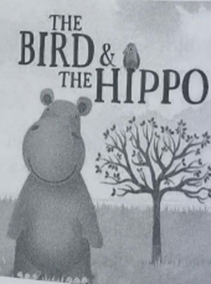 THE
BIRD &
THE HIPPO